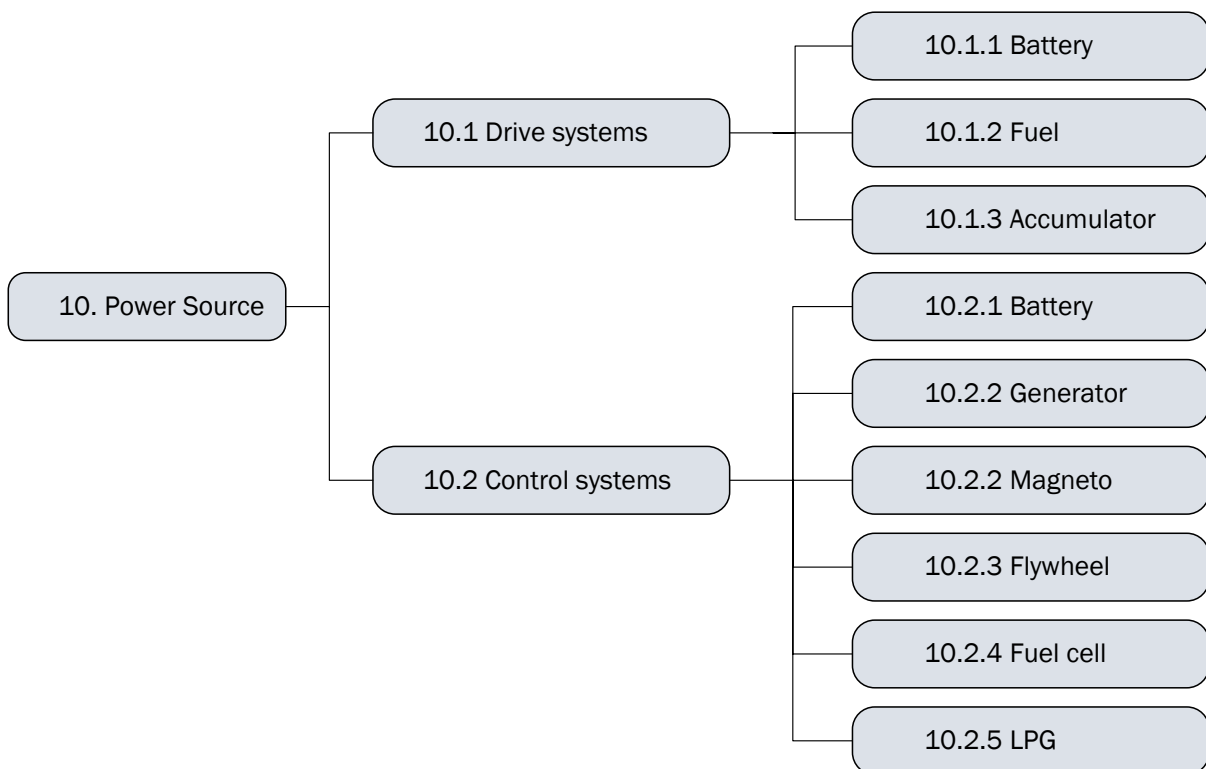 10. Power Source
10.1 Drive systems
10.1.1 Battery
10.1.2 Fuel
10.1.3 Accumulator
10.2 Control systems
10.2.1 Battery
10.2.2 Generator
10.2.2 Magneto
10.2.3 Flywheel
10.2.4 Fuel cell
10.2.5 LPG